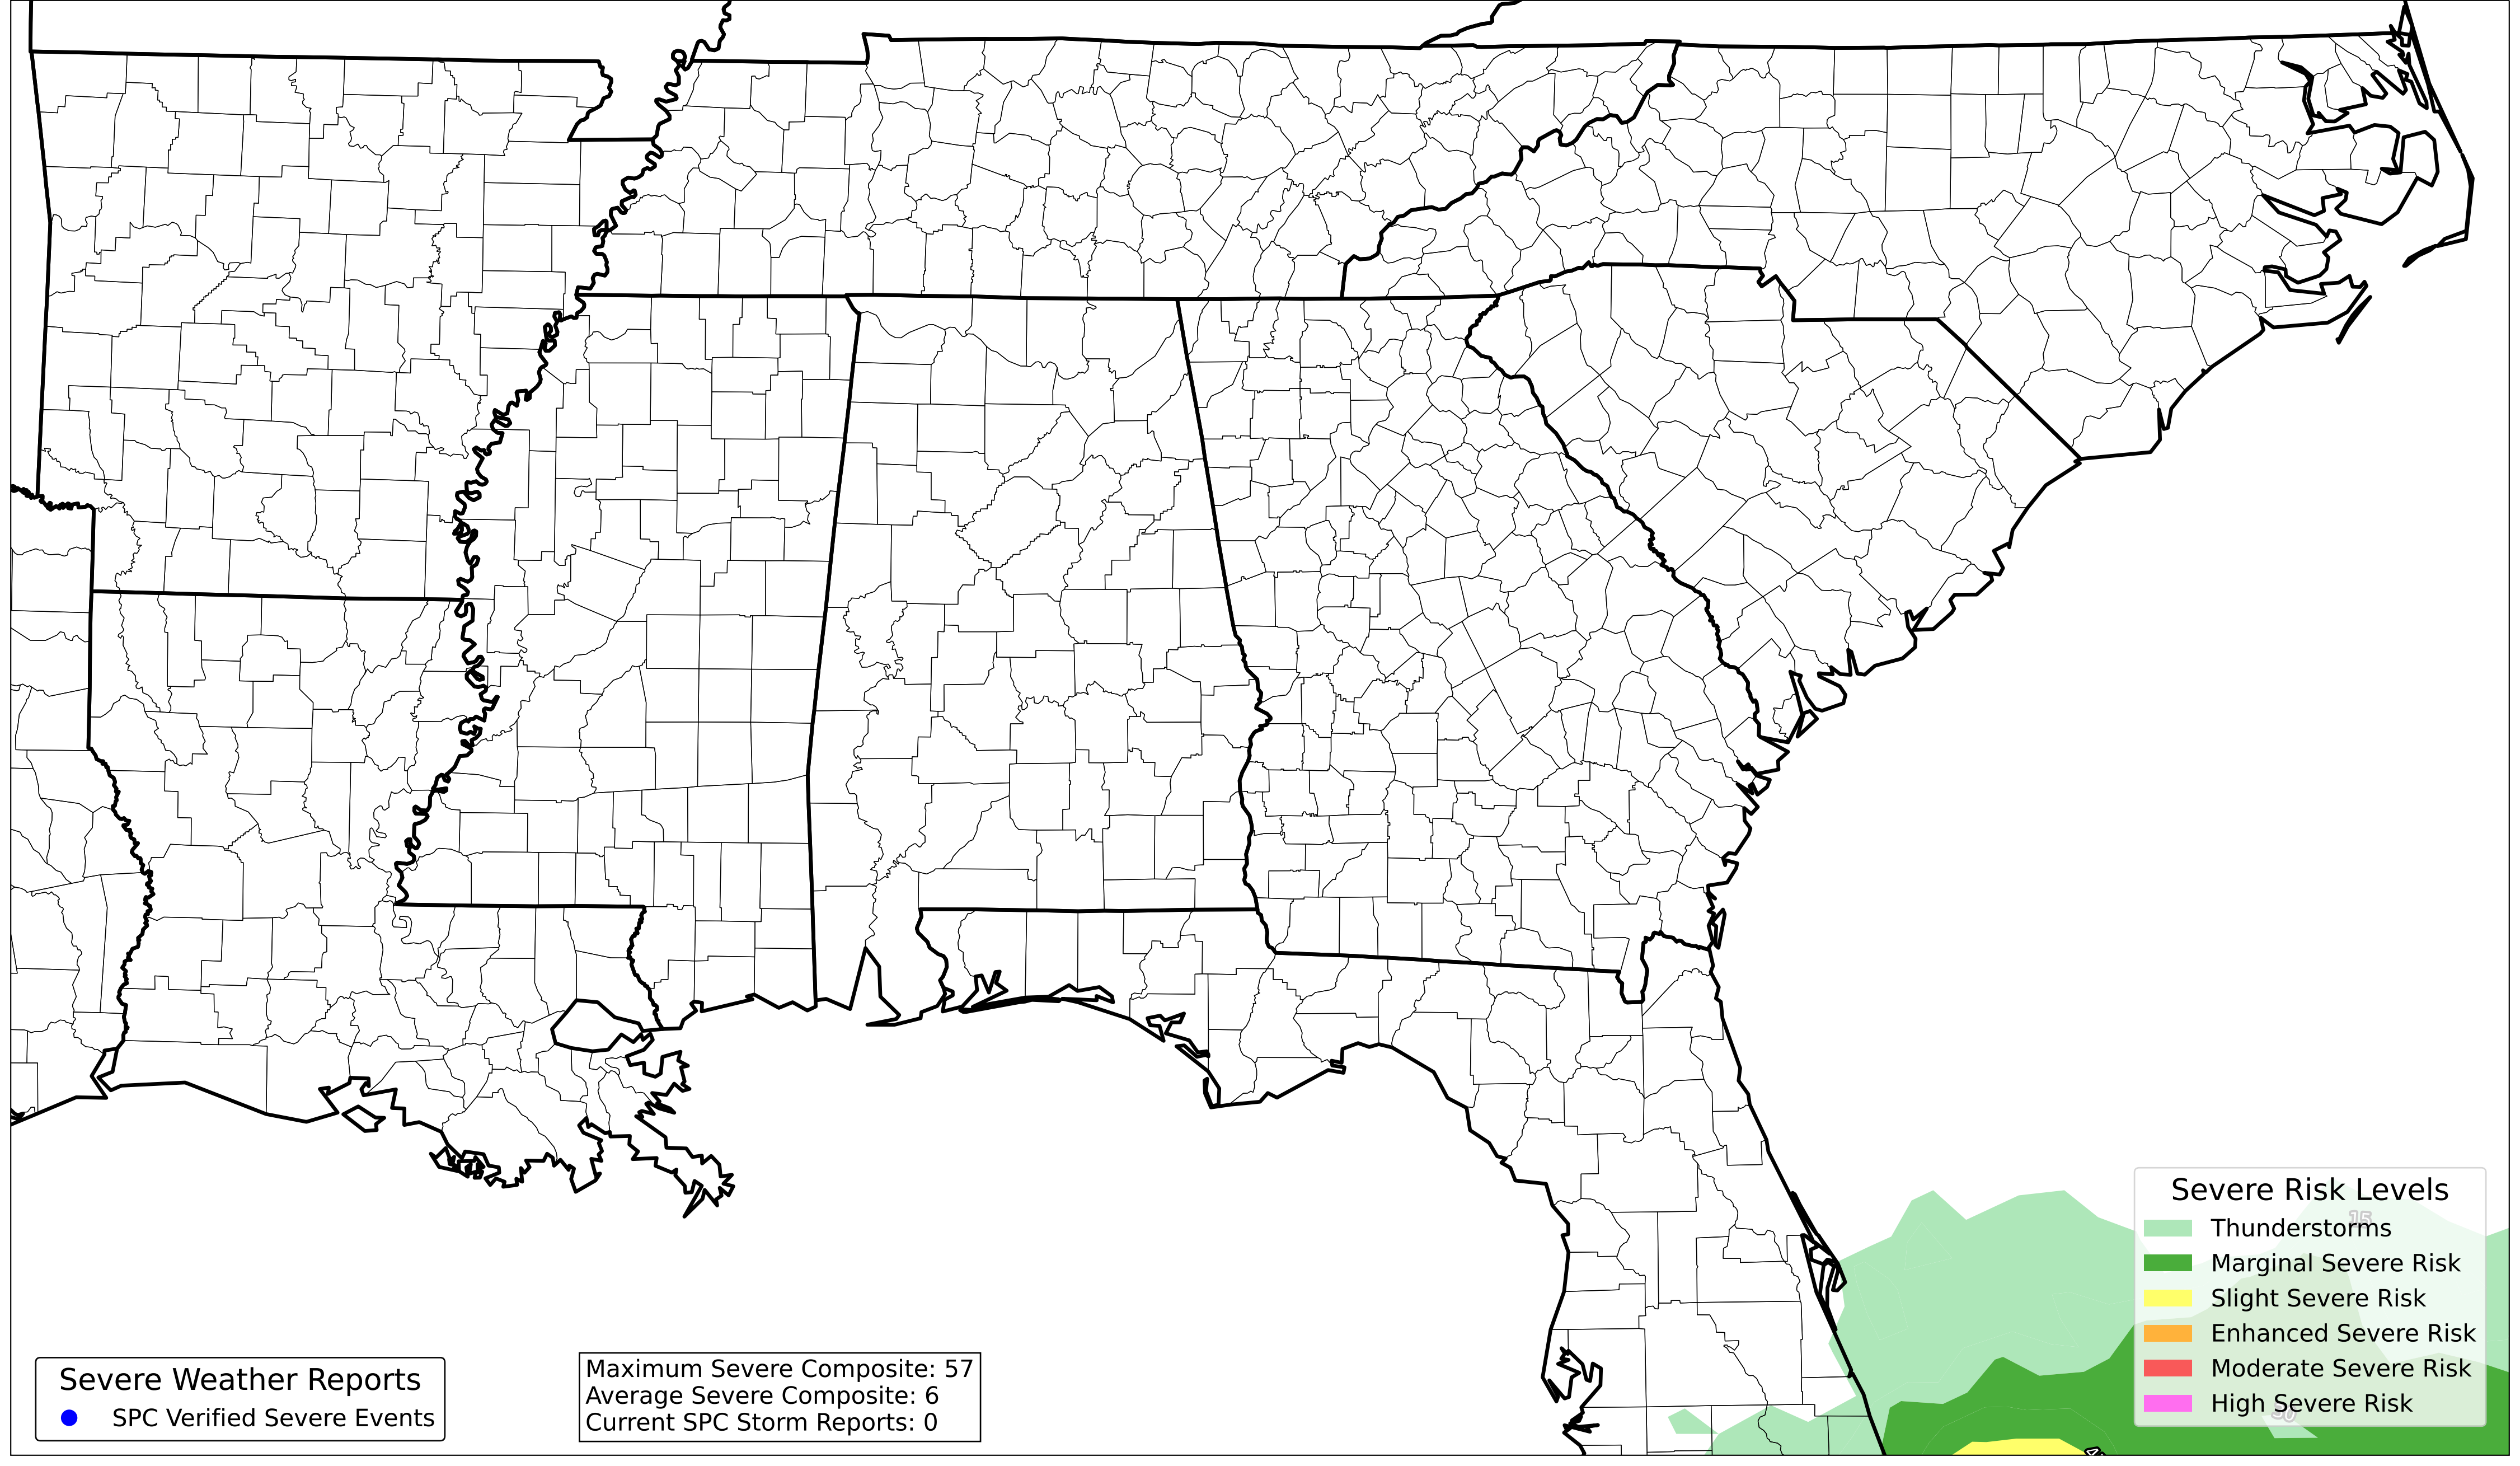 Severe Risk Levels
15
Thunderstorms
Marginal Severe Risk
Slight Severe Risk
Enhanced Severe Risk
Moderate Severe Risk
High Severe Risk
30
Severe Weather Reports
SPC Verified Severe Events
Maximum Severe Composite: 57
Average Severe Composite: 6
Current SPC Storm Reports: 0